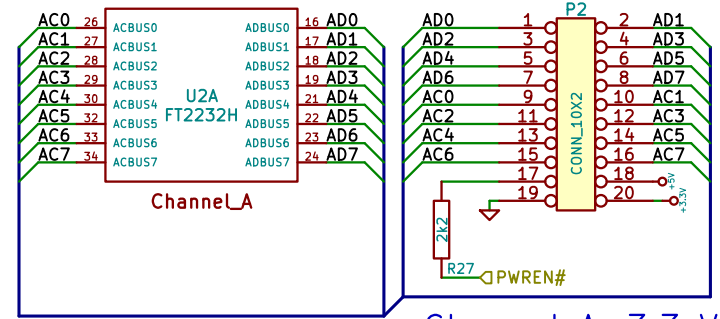 P2
AC0 26 ACBUS0 ADBUS0 16 AD0
AC1 27 ACBUS1 ADBUS1 17 AD1
AC2 28 ACBUS2 ADBUS2 18 AD2
AC3 29 ACBUS3 ADBUS3 19 AD3
AC4 30 ACBUS4 ADBUS4 21 AD4
AC5 32 ACBUS5 ADBUS5 22 AD5
AC6 33 ACBUS6 ADBUS6 23 AD6
AC7 34 ACBUS7 ADBUS7 24 AD7
U2A
FT2232H
Channel_A
AD0 1 2 AD1
AD2 3 4 AD3
AD4 5 6 AD5
AD6 7 8 AD7
AC0 9 10 AC1
AC2 11 12 AC3
AC4 13 14 AC5
AC6 15 16 AC7
17 18 +5V
19 20 +3.3V
CONN_10X2
2k2
R27
PWREN#